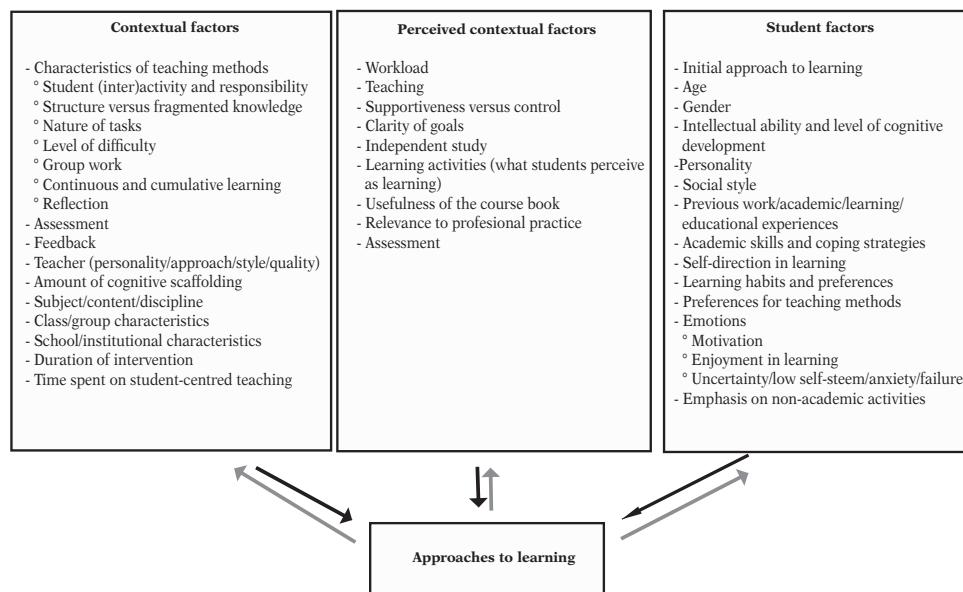 Contextual factors
- Characteristics of teaching methods
° Student (inter)activity and responsibility
° Structure versus fragmented knowledge
° Nature of tasks
° Level of difficulty
° Group work
° Continuous and cumulative learning
° Reflection
- Assessment
- Feedback
- Teacher (personality/approach/style/quality)
- Amount of cognitive scaffolding
- Subject/content/discipline
- Class/group characteristics
- School/institutional characteristics
- Duration of intervention
- Time spent on student-centred teaching
Perceived contextual factors
- Workload
- Teaching
- Supportiveness versus control
- Clarity of goals
- Independent study
- Learning activities (what students perceive
as learning)
- Usefulness of the course book
- Relevance to profesional practice
- Assessment
Student factors
- Initial approach to learning
- Age
- Gender
- Intellectual ability and level of cognitive
development
-Personality
- Social style
- Previous work/academic/learning/
educational experiences
- Academic skills and coping strategies
- Self-direction in learning
- Learning habits and preferences
- Preferences for teaching methods
- Emotions
° Motivation
° Enjoyment in learning
° Uncertainty/low self-steem/anxiety/failure
- Emphasis on non-academic activities
Approaches to learning